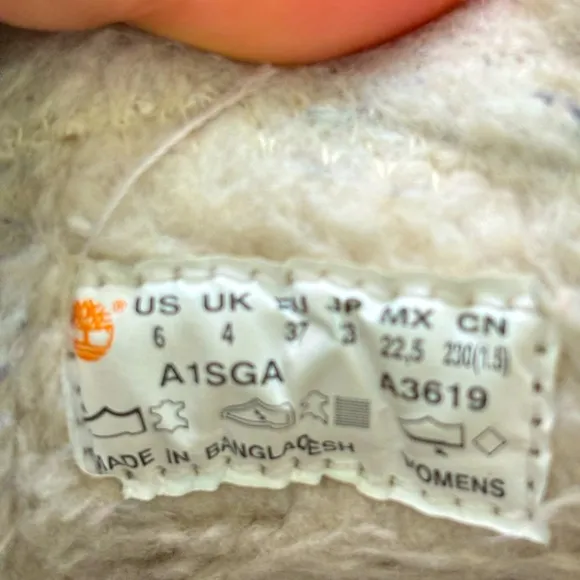 ® US UK EU JP MX CN
6 4 37 23 22,5 230(1.5)
A1SGA A3619
MADE IN BANGLADESH WOMENS